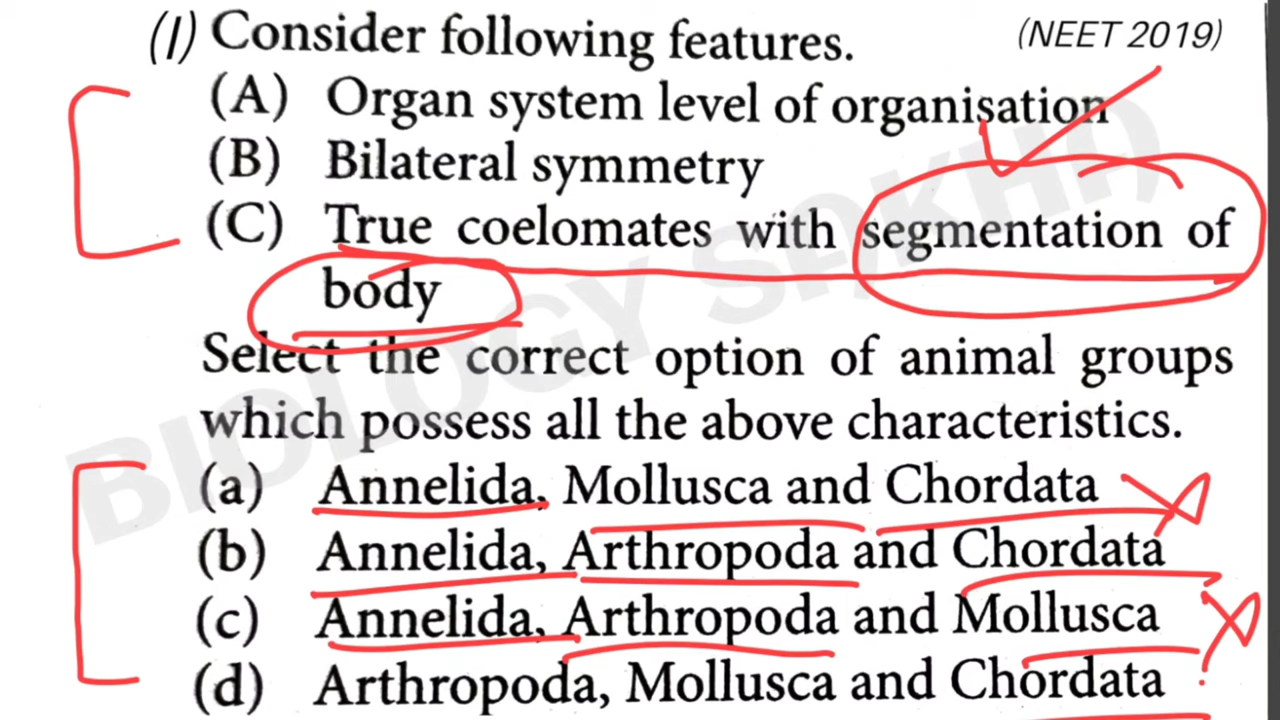 (I) Consider following features. (NEET 2019)
(A) Organ system level of organisation
(B) Bilateral symmetry
(C) True coelomates with segmentation of
body
Select the correct option of animal groups
which possess all the above characteristics.
(a) Annelida, Mollusca and Chordata
(b) Annelida, Arthropoda and Chordata
(c) Annelida, Arthropoda and Mollusca
(d) Arthropoda, Mollusca and Chordata
BIOLOGY SAKHI